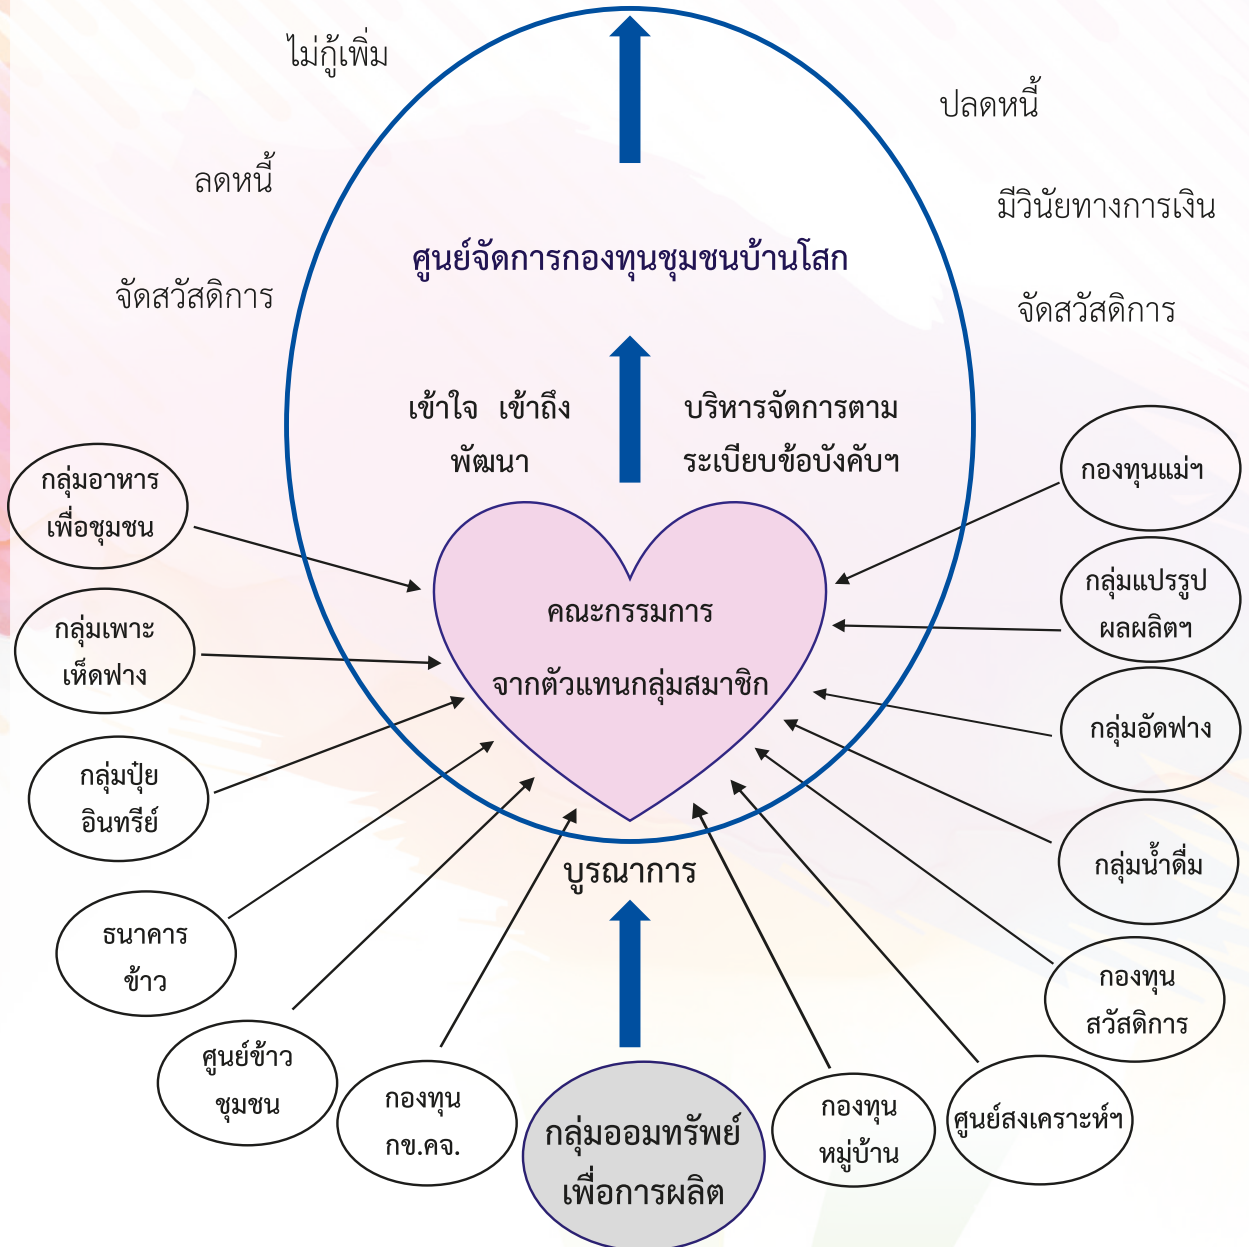 ไม่กู้เพิ่ม
ปลดหนี้
ลดหนี้
มีวินัยทางการเงิน
ศูนย์จัดการกองทุนชุมชนบ้านโสก
จัดสวัสดิการ
จัดสวัสดิการ
เข้าใจ เข้าถึง
พัฒนา
บริหารจัดการตาม
ระเบียบข้อบังคับฯ
กลุ่มอาหาร
เพื่อชุมชน
กองทุนแม่ฯ
กลุ่มเพาะ
เห็ดฟาง
คณะกรรมการ
จากตัวแทนกลุ่มสมาชิก
กลุ่มแปรรูป
ผลผลิตฯ
กลุ่มปุ๋ย
อินทรีย์
กลุ่มอัดฟาง
กลุ่มน้ำดื่ม
บูรณาการ
ธนาคาร
ข้าว
กองทุน
สวัสดิการ
ศูนย์ข้าว
ชุมชน
กองทุน
กข.คจ.
กลุ่มออมทรัพย์
เพื่อการผลิต
กองทุน
หมู่บ้าน
ศูนย์สงเคราะห์ฯ